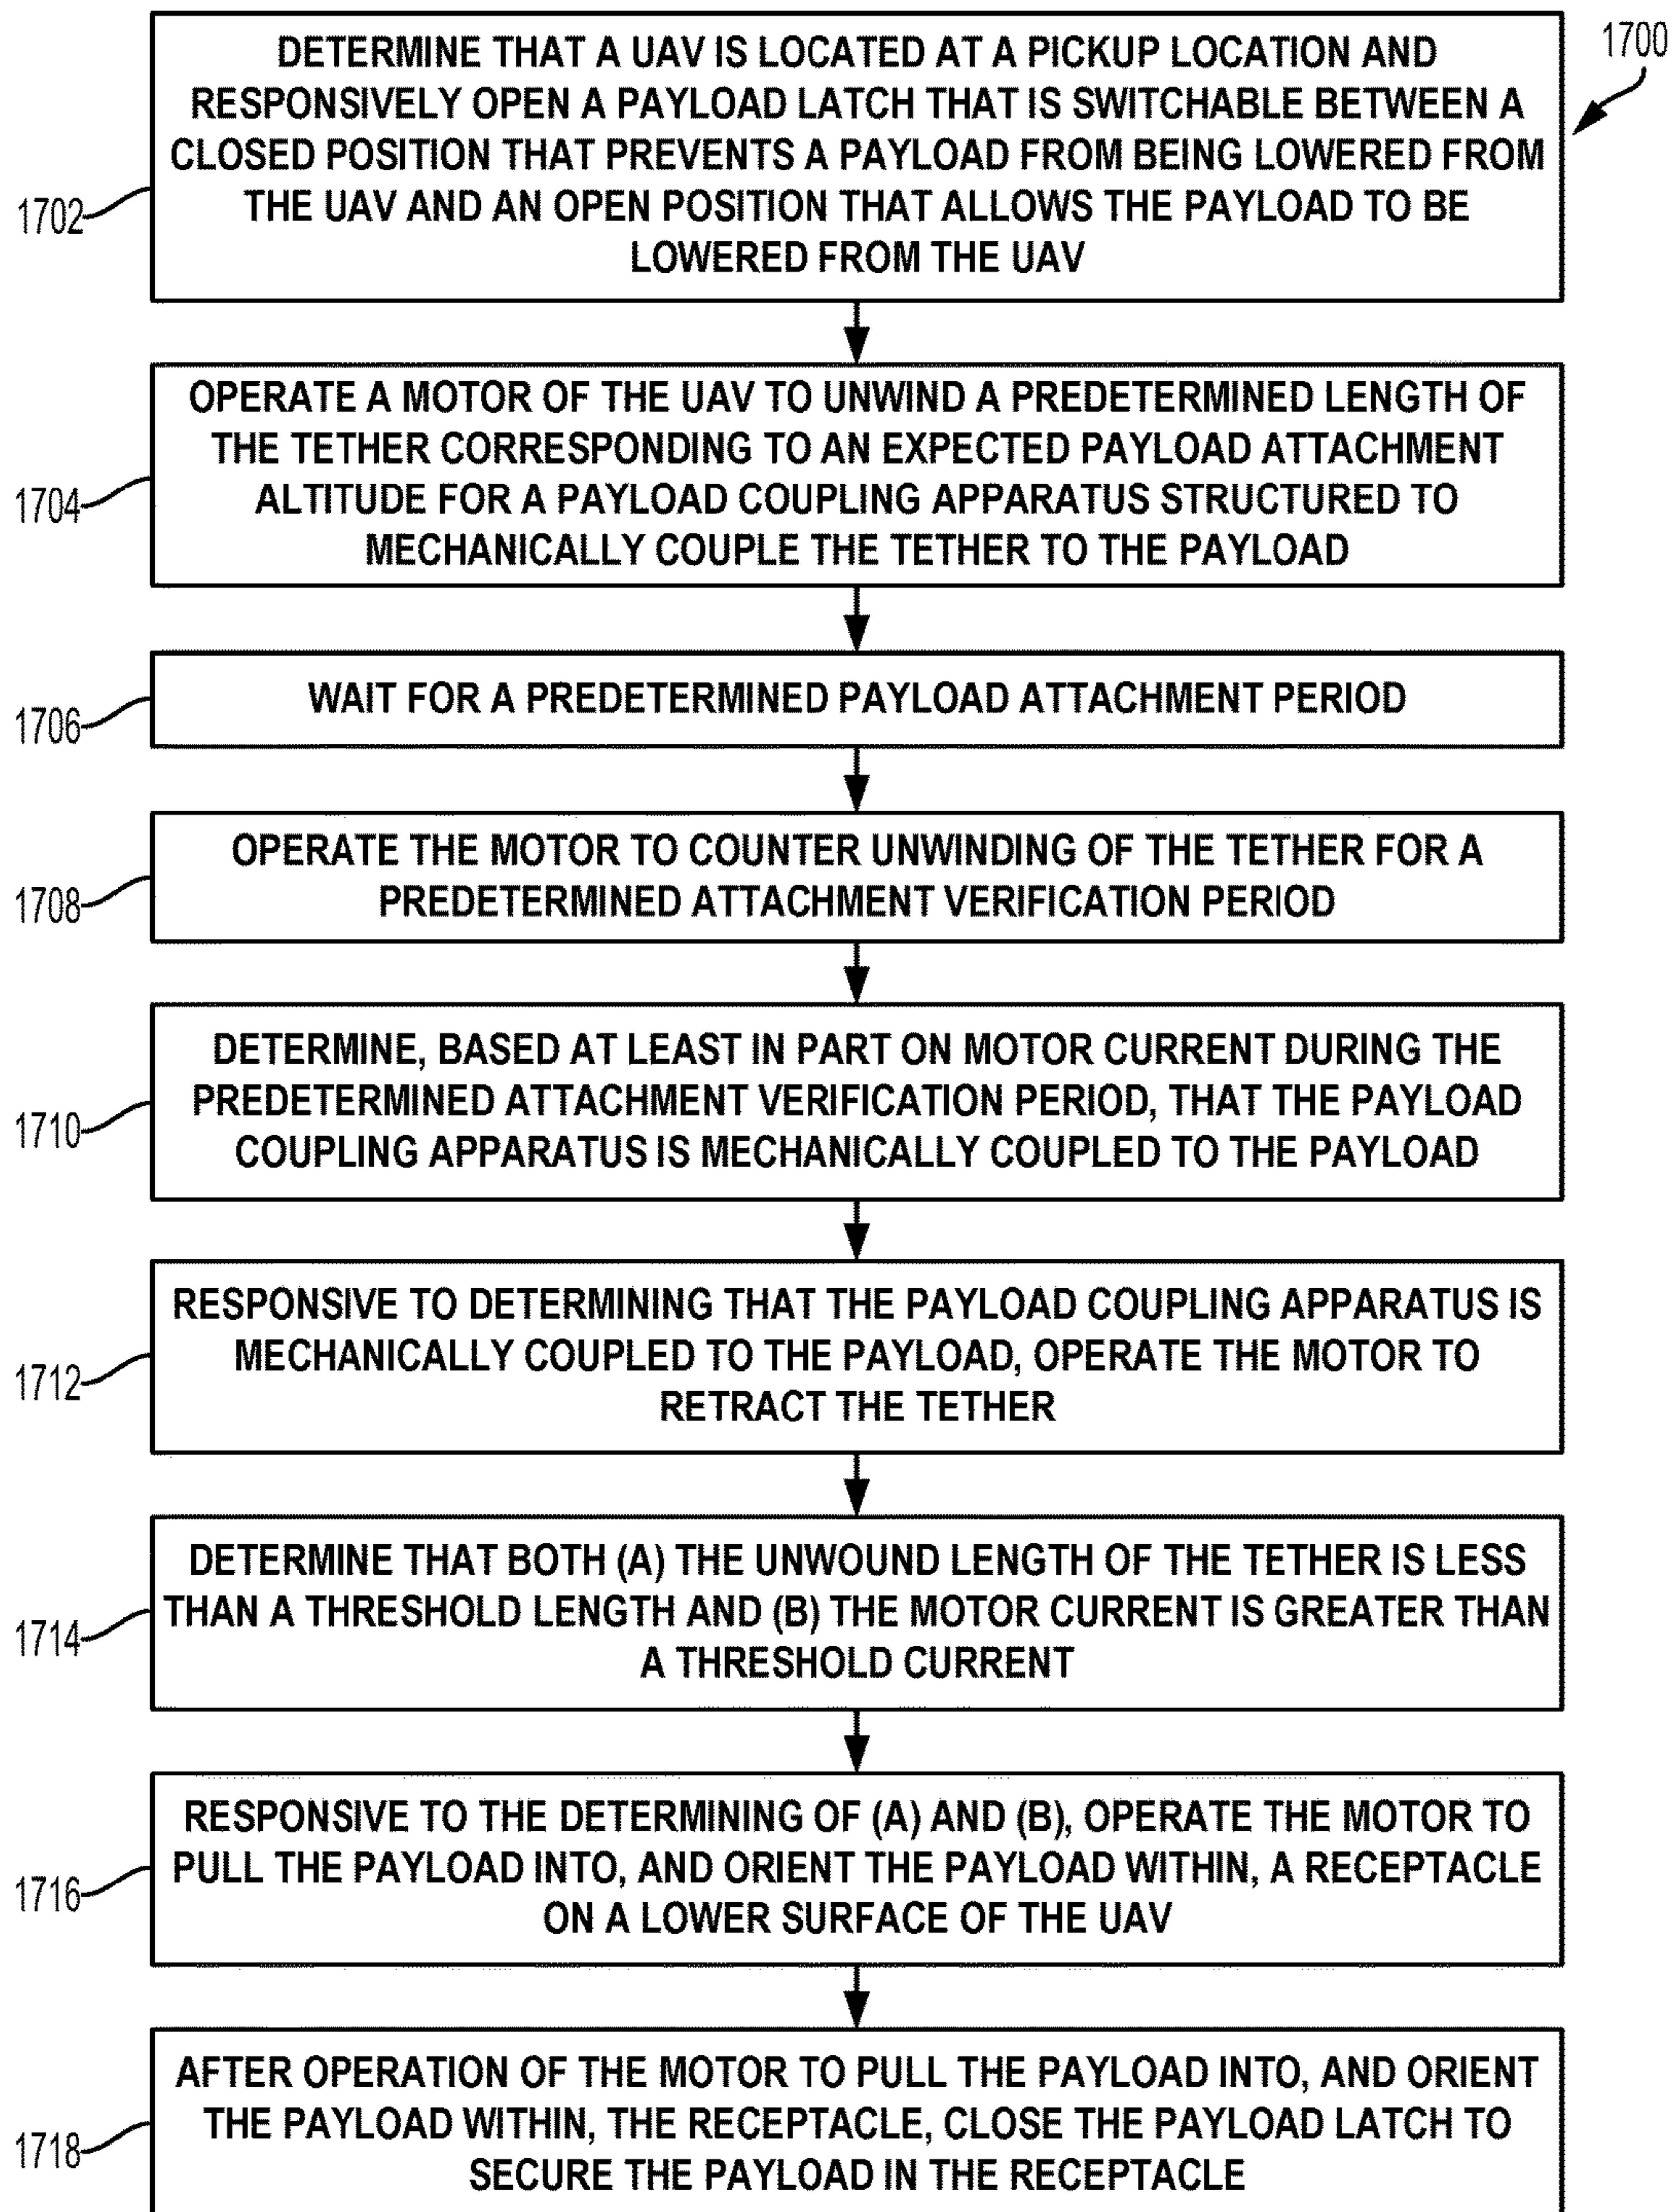 1700
DETERMINE THAT A UAV IS LOCATED AT A PICKUP LOCATION AND
RESPONSIVELY OPEN A PAYLOAD LATCH THAT IS SWITCHABLE BETWEEN A
CLOSED POSITION THAT PREVENTS A PAYLOAD FROM BEING LOWERED FROM
THE UAV AND AN OPEN POSITION THAT ALLOWS THE PAYLOAD TO BE
LOWERED FROM THE UAV
1702
OPERATE A MOTOR OF THE UAV TO UNWIND A PREDETERMINED LENGTH OF
THE TETHER CORRESPONDING TO AN EXPECTED PAYLOAD ATTACHMENT
ALTITUDE FOR A PAYLOAD COUPLING APPARATUS STRUCTURED TO
MECHANICALLY COUPLE THE TETHER TO THE PAYLOAD
1704
WAIT FOR A PREDETERMINED PAYLOAD ATTACHMENT PERIOD
1706
OPERATE THE MOTOR TO COUNTER UNWINDING OF THE TETHER FOR A
PREDETERMINED ATTACHMENT VERIFICATION PERIOD
1708
DETERMINE, BASED AT LEAST IN PART ON MOTOR CURRENT DURING THE
PREDETERMINED ATTACHMENT VERIFICATION PERIOD, THAT THE PAYLOAD
COUPLING APPARATUS IS MECHANICALLY COUPLED TO THE PAYLOAD
1710
RESPONSIVE TO DETERMINING THAT THE PAYLOAD COUPLING APPARATUS IS
MECHANICALLY COUPLED TO THE PAYLOAD, OPERATE THE MOTOR TO
RETRACT THE TETHER
1712
DETERMINE THAT BOTH (A) THE UNWOUND LENGTH OF THE TETHER IS LESS
THAN A THRESHOLD LENGTH AND (B) THE MOTOR CURRENT IS GREATER THAN
A THRESHOLD CURRENT
1714
RESPONSIVE TO THE DETERMINING OF (A) AND (B), OPERATE THE MOTOR TO
PULL THE PAYLOAD INTO, AND ORIENT THE PAYLOAD WITHIN, A RECEPTACLE
ON A LOWER SURFACE OF THE UAV
1716
AFTER OPERATION OF THE MOTOR TO PULL THE PAYLOAD INTO, AND ORIENT
THE PAYLOAD WITHIN, THE RECEPTACLE, CLOSE THE PAYLOAD LATCH TO
SECURE THE PAYLOAD IN THE RECEPTACLE
1718